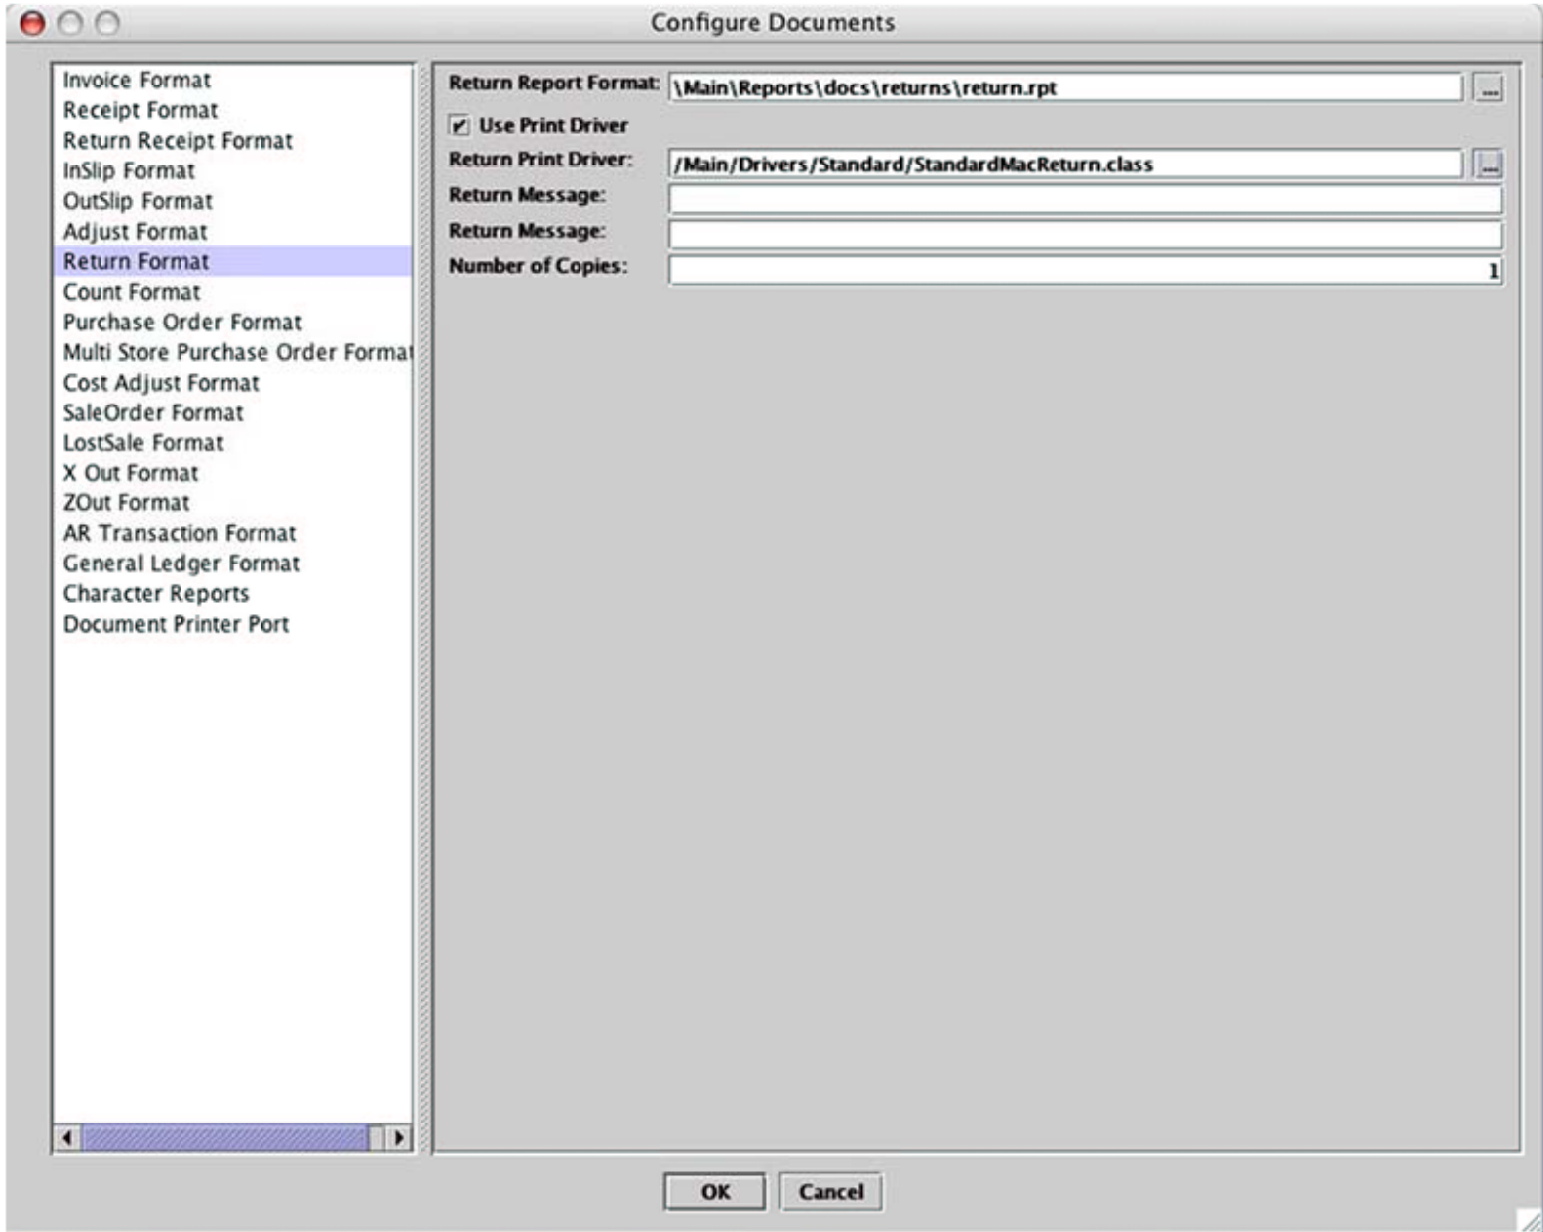 Configure Documents
Invoice Format
Receipt Format
Return Receipt Format
InSlip Format
OutSlip Format
Adjust Format
Return Format
Count Format
Purchase Order Format
Multi Store Purchase Order Format
Cost Adjust Format
SaleOrder Format
LostSale Format
X Out Format
ZOut Format
AR Transaction Format
General Ledger Format
Character Reports
Document Printer Port
Return Report Format: \Main\Reports\docs\returns\return.rpt ...
Use Print Driver
Return Print Driver: /Main/Drivers/Standard/StandardMacReturn.class ...
Return Message:
Return Message:
Number of Copies: 1
OK Cancel